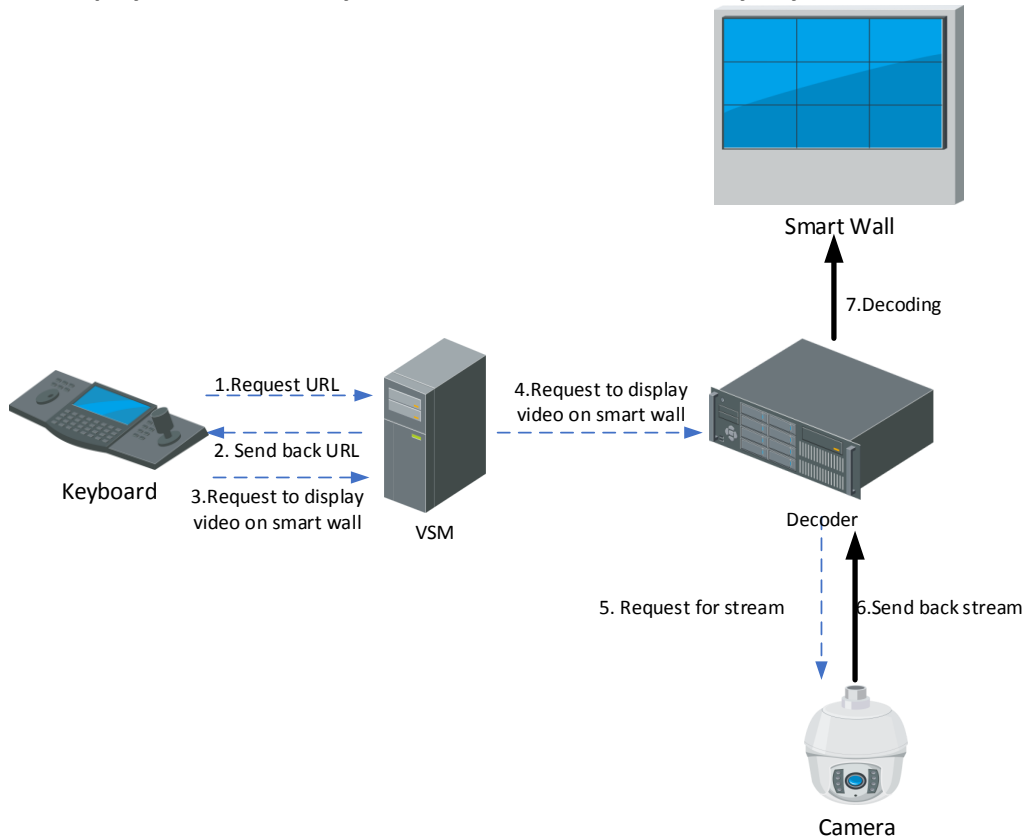 Smart Wall
7.Decoding
1.Request URL
4.Request to display
video on smart wall
2. Send back URL
Keyboard
3.Request to display
video on smart wall
VSM
Decoder
5. Request for stream
6.Send back stream
Camera